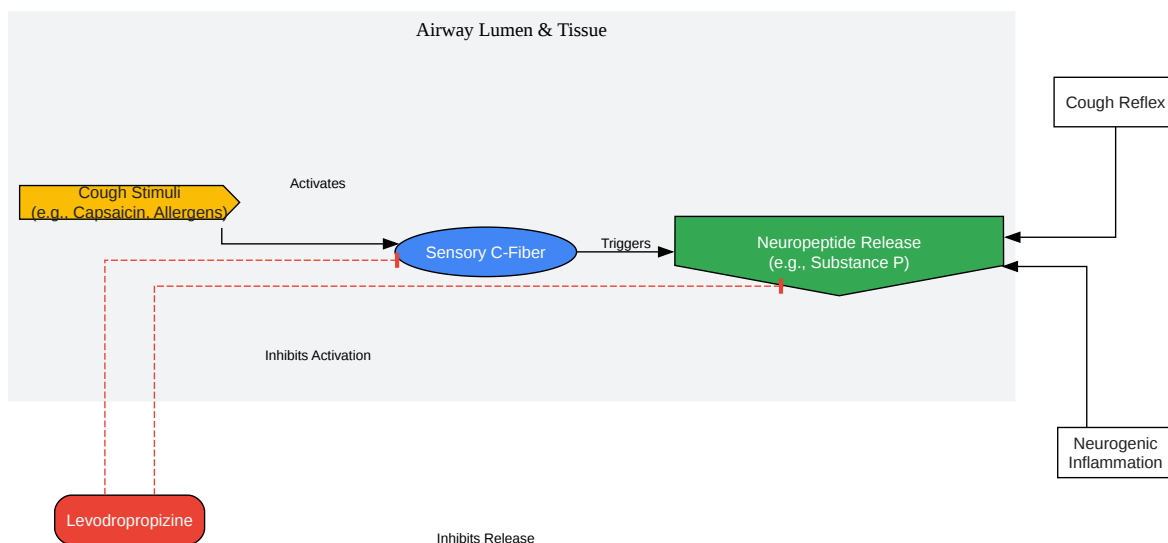 Airway Lumen & Tissue
Cough Reflex
Activates
Cough Stimuli
(e.g., Capsaicin, Allergens)
Sensory C-Fiber
Triggers
Neuropeptide Release
(e.g., Substance P)
Inhibits Activation
Neurogenic
Inflammation
Levodropropizine
Inhibits Release